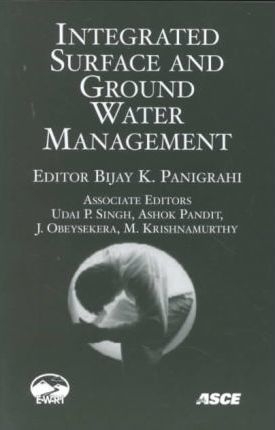 INTEGRATED
SURFACE AND
GROUND
WATER
MANAGEMENT
EDITOR BIJAY K. PANIGRAHI
ASSOCIATE EDITORS
UDAI P. SINGH, ASHOK PANDIT,
J. OBEYSEKERA, M. KRISHNAMURTHY
E·W·R·I
ASCE